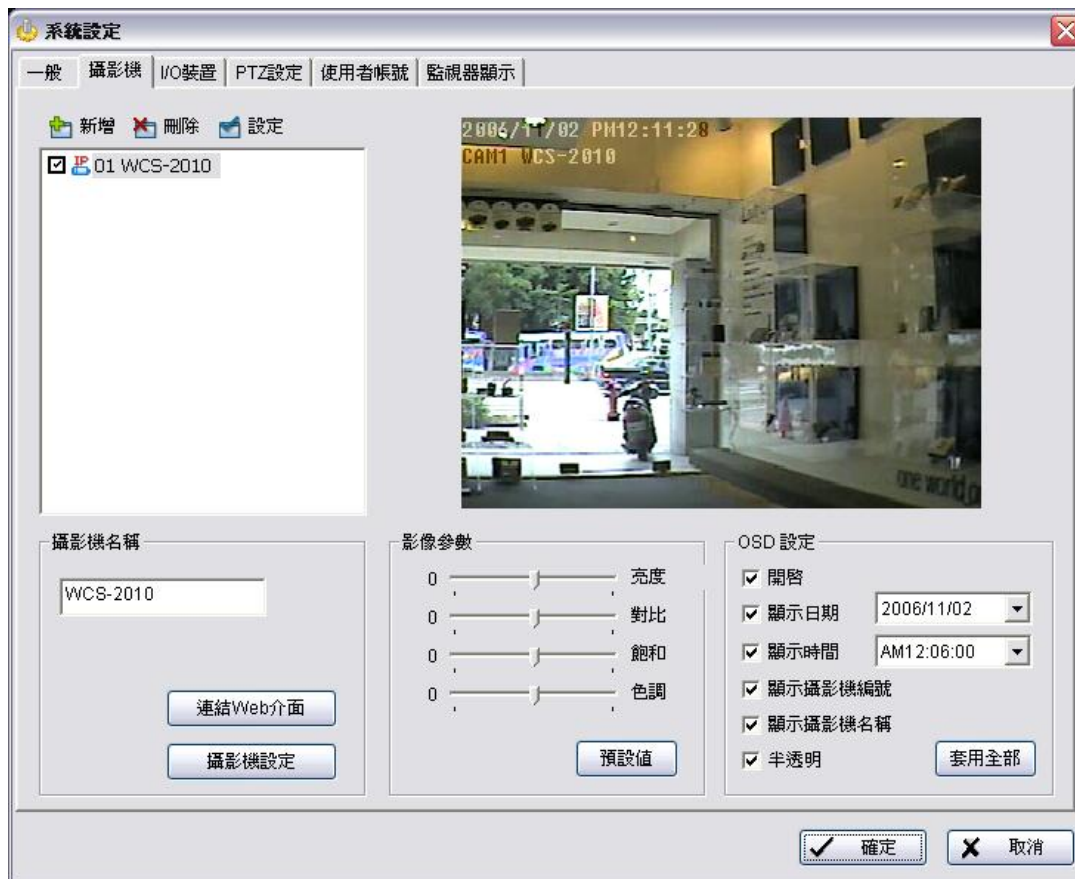 系統設定
一般 攝影機 I/O裝置 PTZ設定 使用者帳號 監視器顯示
新增 刪除 設定
IP 01 WCS-2010
2006/11/02 PM12:11:28
CAM1 WCS-2010
one world
攝影機名稱
WCS-2010
連結Web介面
攝影機設定
影像參數
0 亮度
0 對比
0 飽和
0 色調
預設值
OSD 設定
開啓
顯示日期 2006/11/02
顯示時間 AM12:06:00
顯示攝影機編號
顯示攝影機名稱
半透明 套用全部
確定 取消